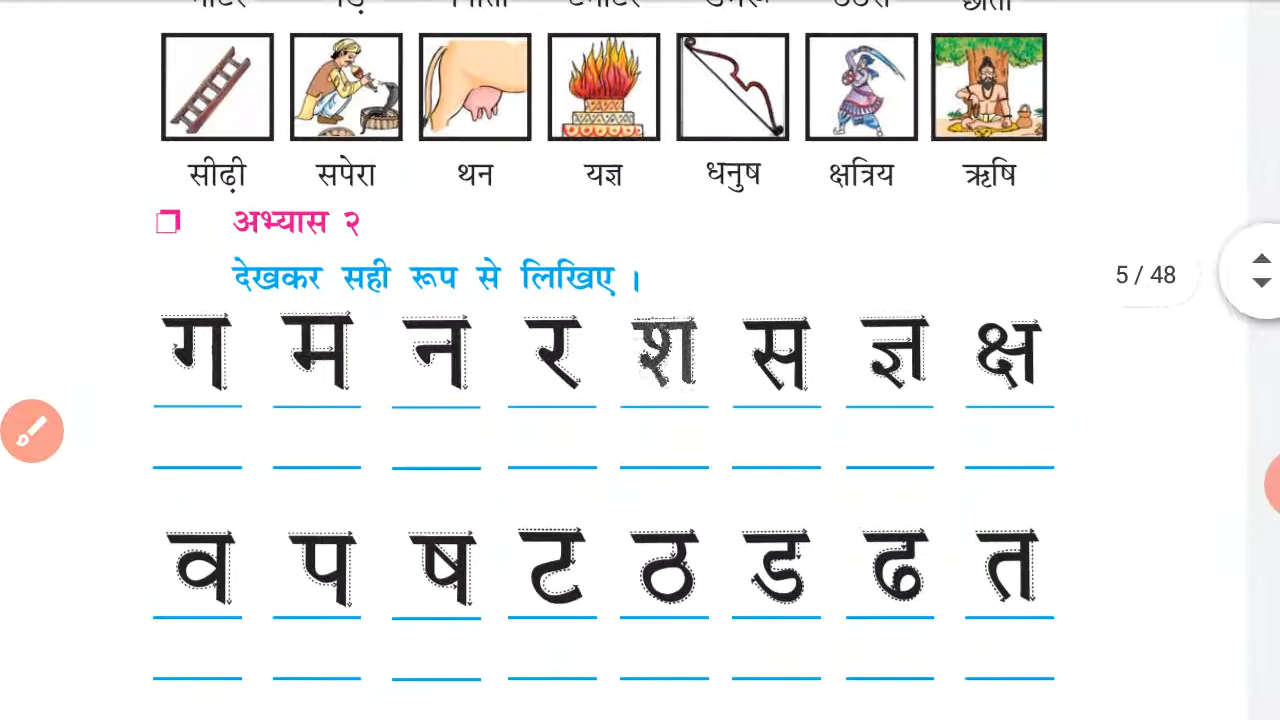 सीढ़ी सपेरा थन यज्ञ धनुष क्षत्रिय ऋषि
अभ्यास २
देखकर सही रूप से लिखिए ।
5 / 48
ग म न र श स ज्ञ क्ष
व प ष ट ठ ड ढ त